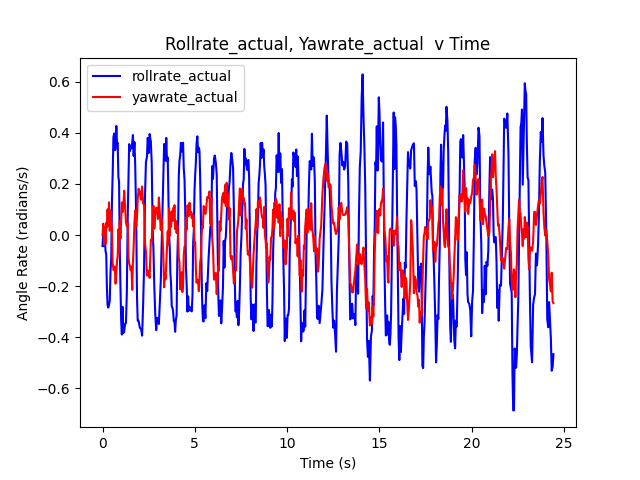 Rollrate_actual, Yawrate_actual  v Time
rollrate_actual
yawrate_actual
Angle Rate (radians/s)
0.6
0.4
0.2
0.0
−0.2
−0.4
−0.6
0 5 10 15 20 25
Time (s)